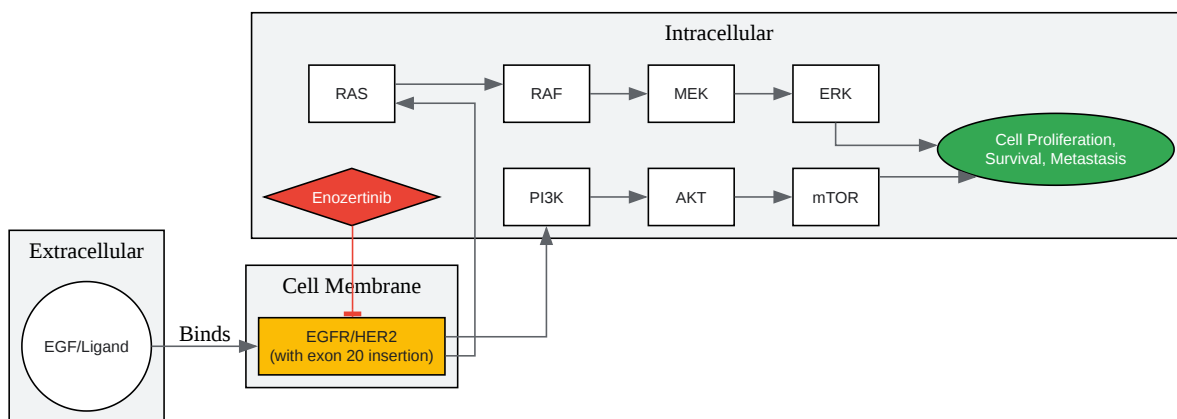 Intracellular
RAS
RAF
MEK
ERK
Cell Proliferation,
Survival, Metastasis
Enozertinib
PI3K
AKT
mTOR
Extracellular
EGF/Ligand
Binds
Cell Membrane
EGFR/HER2
(with exon 20 insertion)